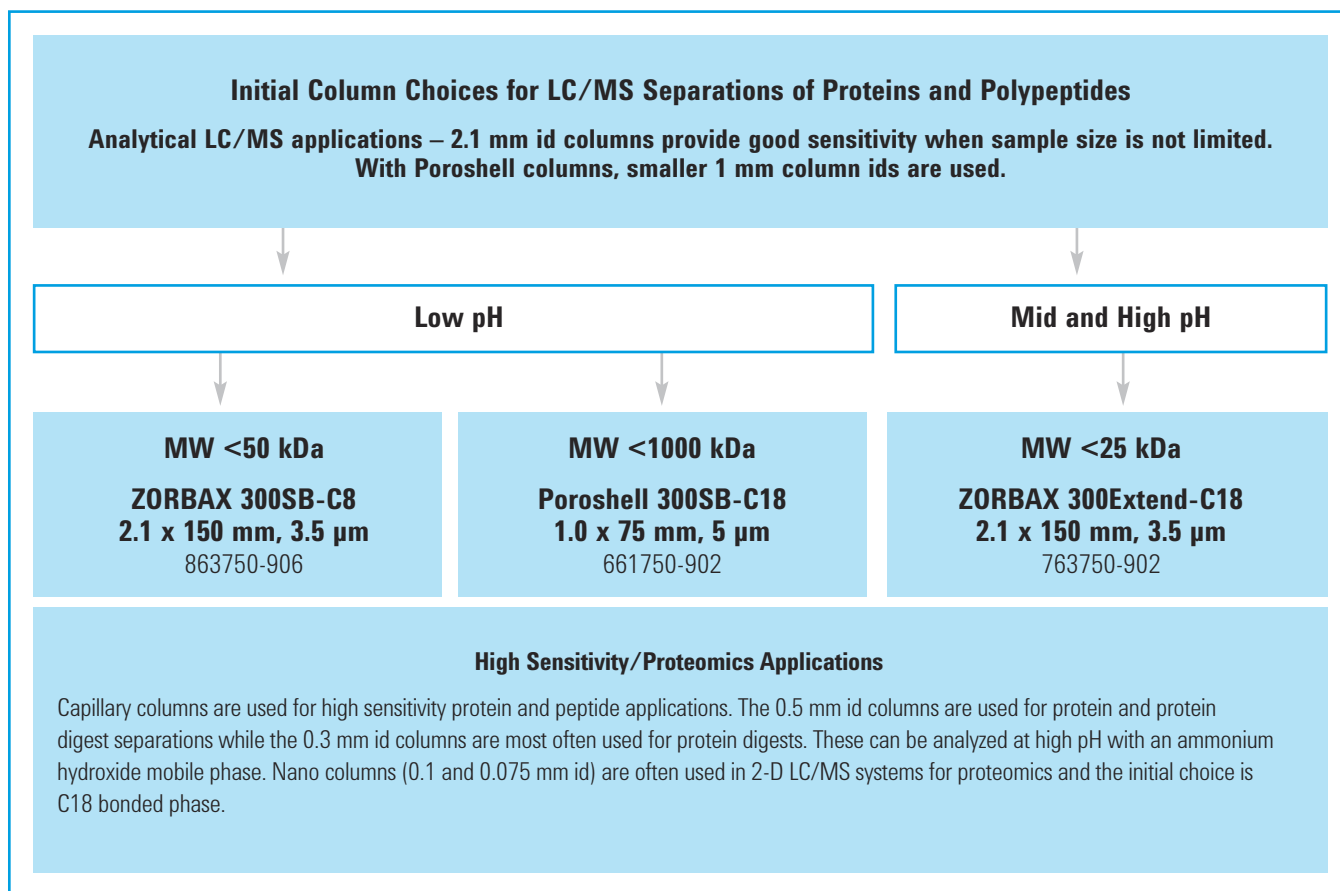 Initial Column Choices for LC/MS Separations of Proteins and Polypeptides
Analytical LC/MS applications – 2.1 mm id columns provide good sensitivity when sample size is not limited.
With Poroshell columns, smaller 1 mm column ids are used.
Low pH
Mid and High pH
MW <50 kDa
ZORBAX 300SB-C8
2.1 x 150 mm, 3.5 µm
863750-906
MW <1000 kDa
Poroshell 300SB-C18
1.0 x 75 mm, 5 µm
661750-902
MW <25 kDa
ZORBAX 300Extend-C18
2.1 x 150 mm, 3.5 µm
763750-902
High Sensitivity/Proteomics Applications
Capillary columns are used for high sensitivity protein and peptide applications. The 0.5 mm id columns are used for protein and protein
digest separations while the 0.3 mm id columns are most often used for protein digests. These can be analyzed at high pH with an ammonium
hydroxide mobile phase. Nano columns (0.1 and 0.075 mm id) are often used in 2-D LC/MS systems for proteomics and the initial choice is
C18 bonded phase.